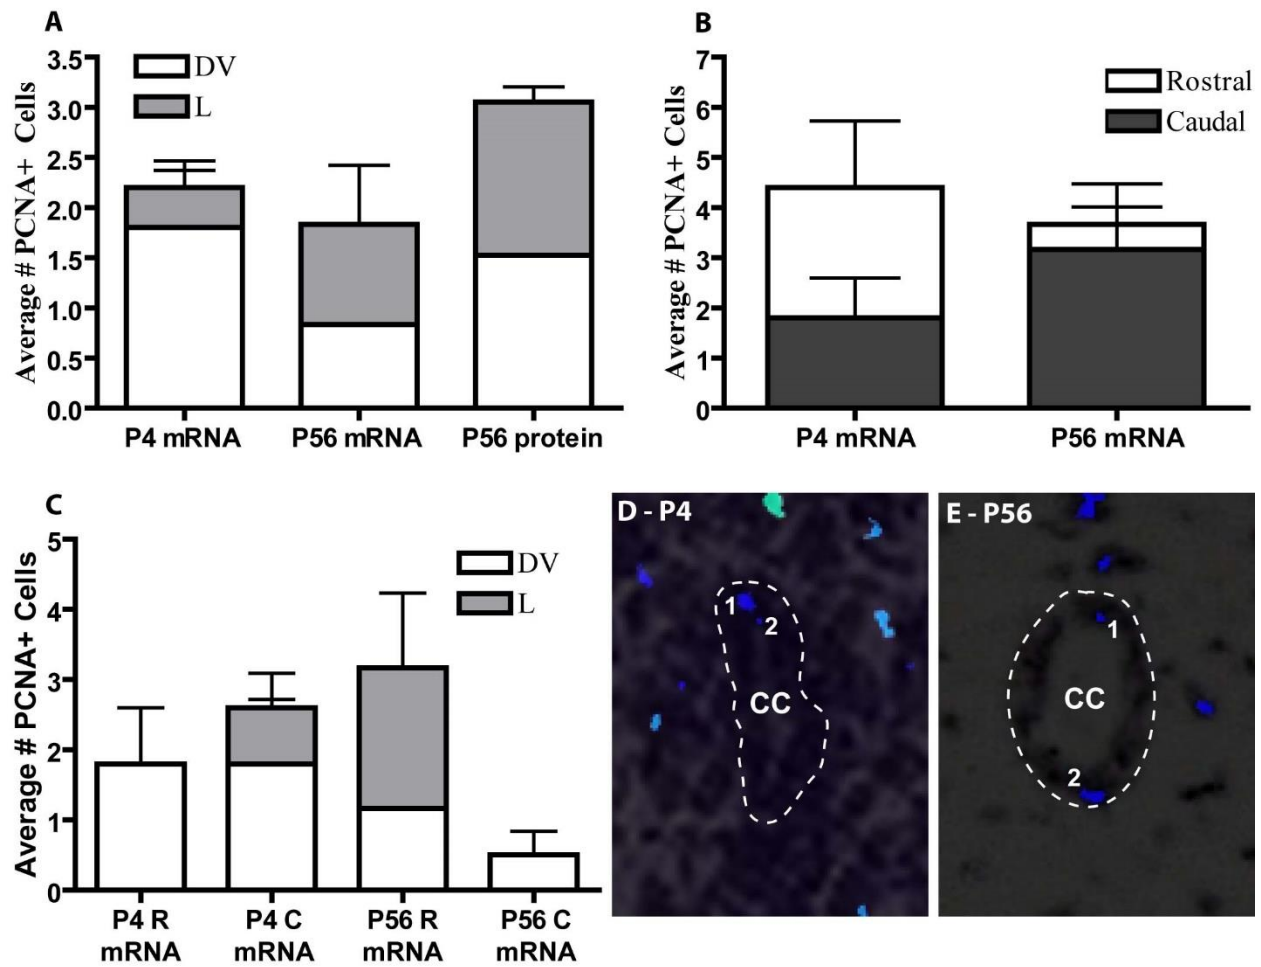 A
Average # PCNA+ Cells
3.5
3.0
2.5
2.0
1.5
1.0
0.5
0.0
DV
L
P4 mRNA
P56 mRNA
P56 protein
B
Average # PCNA+ Cells
7
6
5
4
3
2
1
0
Rostral
Caudal
P4 mRNA
P56 mRNA
C
Average # PCNA+ Cells
5
4
3
2
1
0
DV
L
P4 R
mRNA
P4 C
mRNA
P56 R
mRNA
P56 C
mRNA
D - P4
1
2
CC
E - P56
1
CC
2